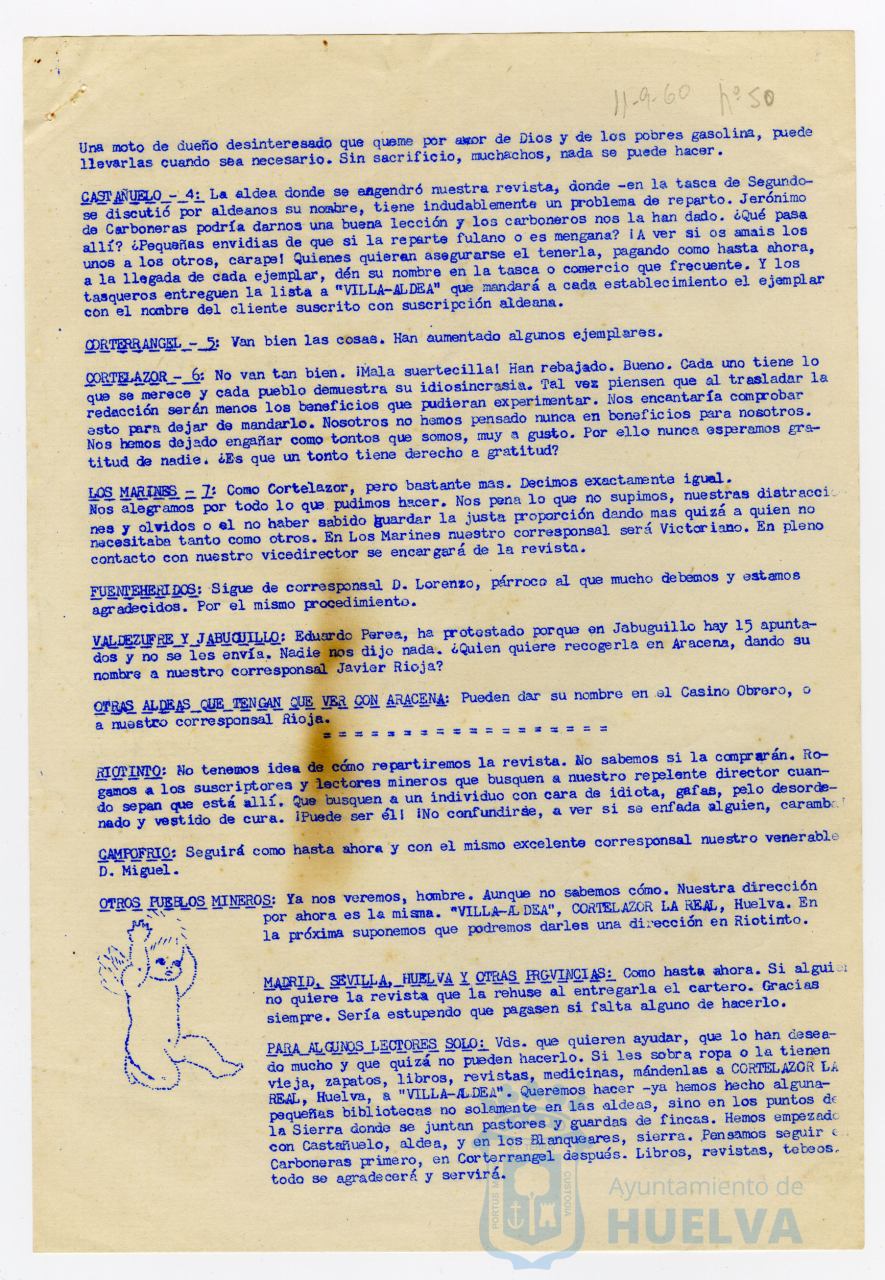 11-9-60 nº 50
Una moto de dueño desinteresado que queme por amor de Dios y de los pobres gasolina, puede
llevarlas cuando sea necesario. Sin sacrificio, muchachos, nada se puede hacer.
CASTAÑUELO - 4: La aldea donde se engendró nuestra revista, donde -en la tasca de Segundo-
se discutió por aldeanos su nombre, tiene indudablemente un problema de reparto. Jerónimo
de Carboneras podría darnos una buena lección y los carboneros nos la han dado. ¿Qué pasa
allí? ¿Pequeñas envidias de que si la reparte fulano o es mengana? ¡A ver si os amais los
unos a los otros, carape! Quienes quieran asegurarse el tenerla, pagando como hasta ahora,
a la llegada de cada ejemplar, dén su nombre en la tasca o comercio que frecuente. Y los
tasqueros entreguen la lista a "VILLA-ALDEA" que mandará a cada establecimiento el ejemplar
con el nombre del cliente suscrito con suscripción aldeana.
CORTERRANGEL - 5: Van bien las cosas. Han aumentado algunos ejemplares.
CORTELAZOR - 6: No van tan bien. ¡Mala suertecilla! Han rebajado. Bueno. Cada uno tiene lo
que se merece y cada pueblo demuestra su idiosincrasia. Tal vez piensen que al trasladar la
redacción serán menos los beneficios que pudieran experimentar. Nos encantaría comprobar
esto para dejar de mandarlo. Nosotros no hemos pensado nunca en beneficios para nosotros.
Nos hemos dejado engañar como tontos que somos, muy a gusto. Por ello nunca esperamos gra-
titud de nadie. ¿Es que un tonto tiene derecho a gratitud?
LOS MARINES - 7: Como Cortelazor, pero bastante mas. Decimos exactamente igual.
Nos alegramos por todo lo que pudimos hacer. Nos pena lo que no supimos, nuestras distraccio
nes y olvidos o el no haber sabido guardar la justa proporción dando mas quizá a quien no
necesitaba tanto como otros. En Los Marines nuestro corresponsal será Victoriano. En pleno
contacto con nuestro vicedirector se encargará de la revista.
FUENTEHERIDOS: Sigue de corresponsal D. Lorenzo, párroco al que mucho debemos y estamos
agradecidos. Por el mismo procedimiento.
VALDEZUFRE Y JABUGUILLO: Eduardo Perea, ha protestado porque en Jabuguillo hay 15 apunta-
dos y no se les envía. Nadie nos dijo nada. ¿Quien quiere recogerla en Aracena, dando su
nombre a nuestro corresponsal Javier Rioja?
OTRAS ALDEAS QUE TENGAN QUE VER CON ARACENA: Pueden dar su nombre en el Casino Obrero, o
a nuestro corresponsal Rioja.
= = = = = = = = = = = = = = = = = =
RIOTINTO: No tenemos idea de cómo repartiremos la revista. No sabemos si la comprarán. Ro-
gamos a los suscriptores y lectores mineros que busquen a nuestro repelente director cuan-
do sepan que está allí. Que busquen a un individuo con cara de idiota, gafas, pelo desorde-
nado y vestido de cura. ¡Puede ser él! ¡No confundirse, a ver si se enfada alguien, caramba!
CAMPOFRIO: Seguirá como hasta ahora y con el mismo excelente corresponsal nuestro venerable
D. Miguel.
OTROS PUEBLOS MINEROS: Ya nos veremos, hombre. Aunque no sabemos cómo. Nuestra dirección
por ahora es la misma. "VILLA-ALDEA", CORTELAZOR LA REAL, Huelva. En
la próxima suponemos que podremos darles una dirección en Riotinto.
MADRID, SEVILLA, HUELVA Y OTRAS PROVINCIAS: Como hasta ahora. Si alguien
no quiere la revista que la rehuse al entregarla el cartero. Gracias
siempre. Sería estupendo que pagasen si falta alguno de hacerlo.
PARA ALGUNOS LECTORES SOLO: Vds. que quieren ayudar, que lo han desea-
do mucho y que quizá no pueden hacerlo. Si les sobra ropa o la tienen
vieja, zapatos, libros, revistas, medicinas, mándenlas a CORTELAZOR LA
REAL, Huelva, a "VILLA-ALDEA". Queremos hacer -ya hemos hecho alguna-
pequeñas bibliotecas no solamente en las aldeas, sino en los puntos de
la Sierra donde se juntan pastores y guardas de fincas. Hemos empezado
con Castañuelo, aldea, y en los Blanqueares, sierra. Pensamos seguir en
Carboneras primero, en Corterrangel después. Libros, revistas, tebeos,
todo se agradecerá y servirá.
PORTUS CUSTODIA
Ayuntamiento de
HUELVA